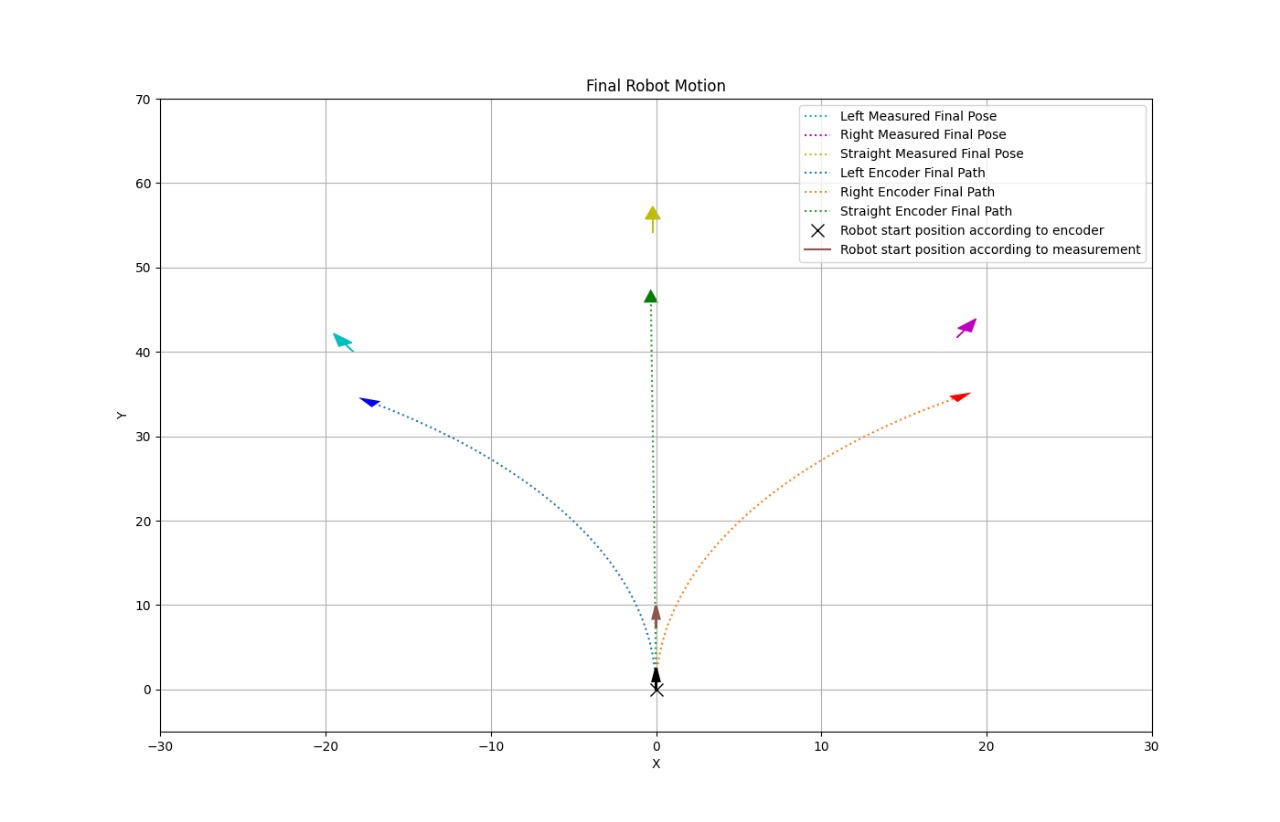 Final Robot Motion
70
60
50
40
30
20
10
0
Y
−30
−20
−10
0
10
20
30
X
Left Measured Final Pose
Right Measured Final Pose
Straight Measured Final Pose
Left Encoder Final Path
Right Encoder Final Path
Straight Encoder Final Path
Robot start position according to encoder
Robot start position according to measurement